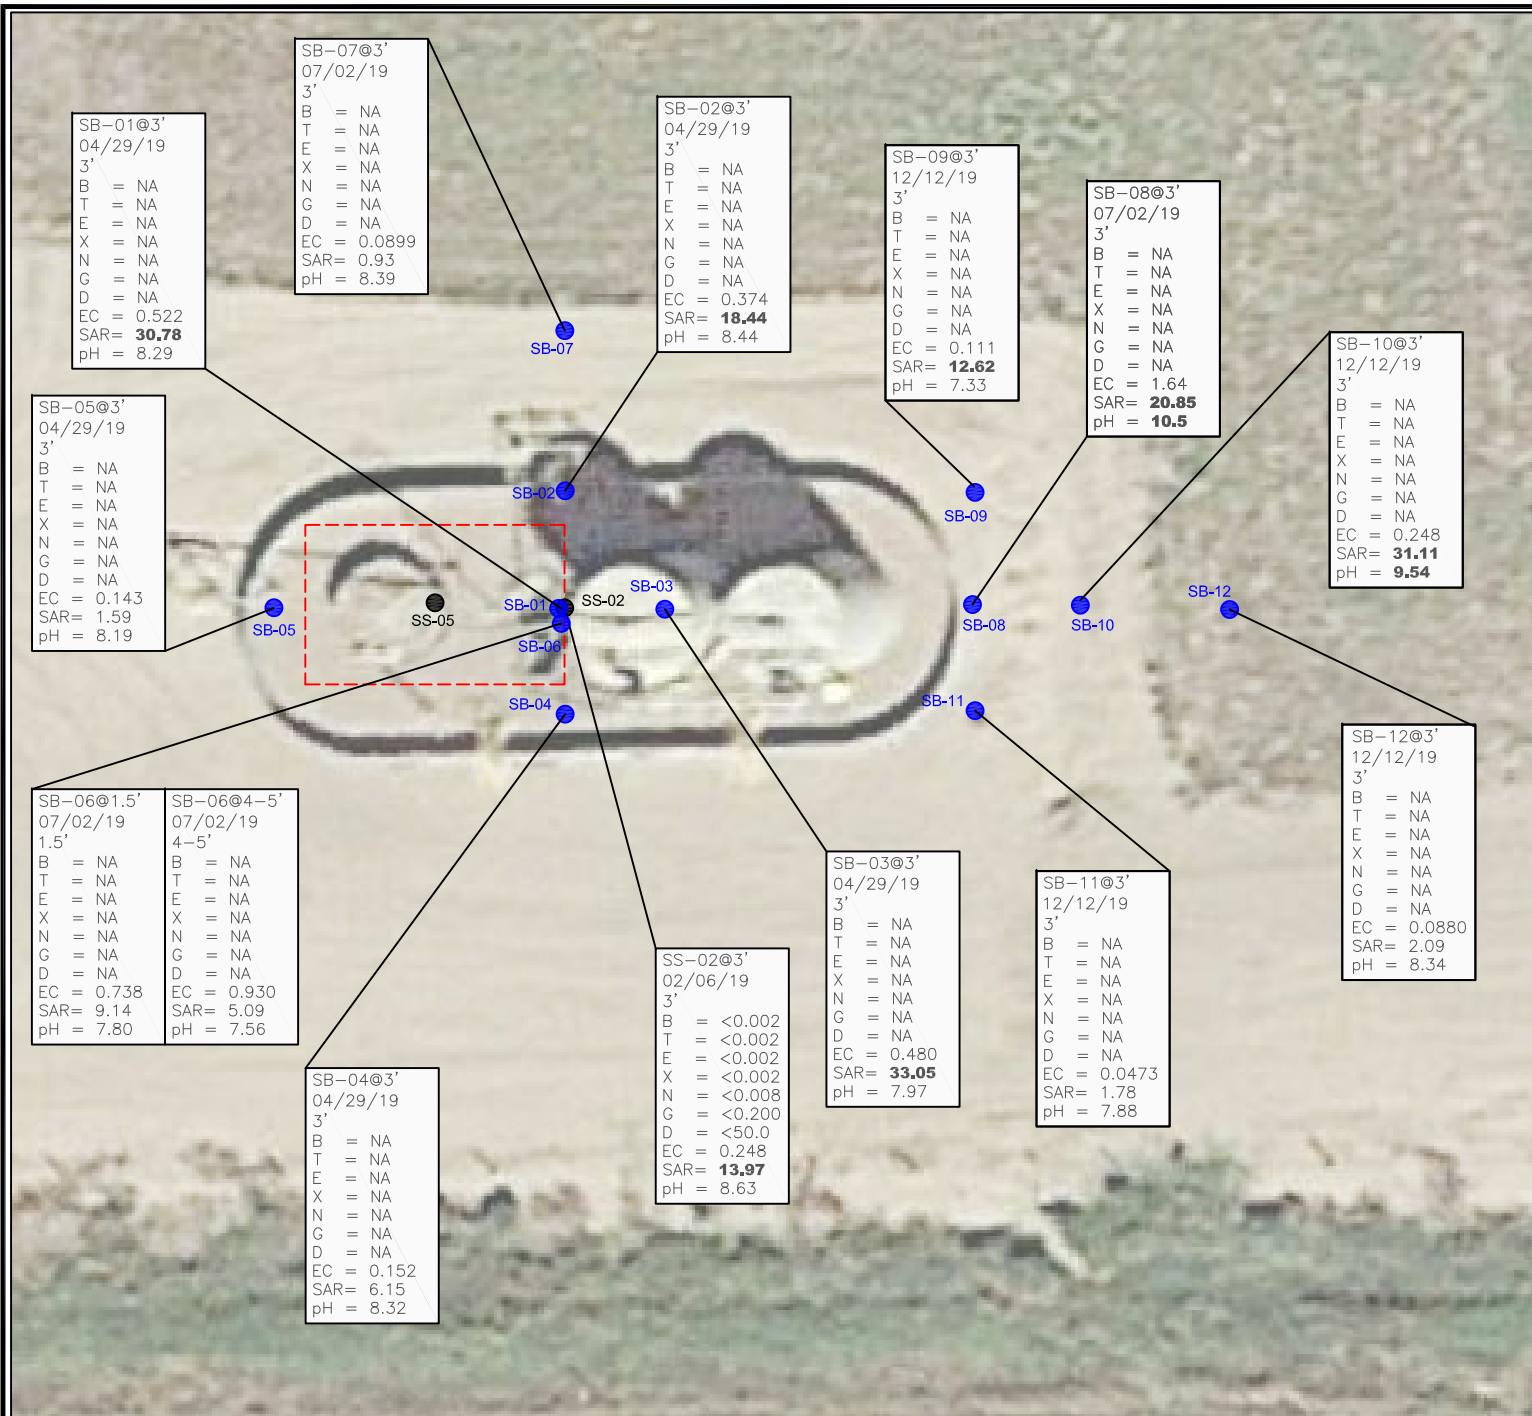 SB-07@3'
07/02/19
3'
B = NA
T = NA
E = NA
X = NA
N = NA
G = NA
D = NA
EC = 0.0899
SAR= 0.93
pH = 8.39
SB-01@3'
04/29/19
3'
B = NA
T = NA
E = NA
X = NA
N = NA
G = NA
D = NA
EC = 0.522
SAR= 30.78
pH = 8.29
SB-02@3'
04/29/19
3'
B = NA
T = NA
E = NA
X = NA
N = NA
G = NA
D = NA
EC = 0.374
SAR= 18.44
pH = 8.44
SB-09@3'
12/12/19
3'
B = NA
T = NA
E = NA
X = NA
N = NA
G = NA
D = NA
EC = 0.111
SAR= 12.62
pH = 7.33
SB-08@3'
07/02/19
3'
B = NA
T = NA
E = NA
X = NA
N = NA
G = NA
D = NA
EC = 1.64
SAR= 20.85
pH = 10.5
SB-10@3'
12/12/19
3'
B = NA
T = NA
E = NA
X = NA
N = NA
G = NA
D = NA
EC = 0.248
SAR= 31.11
pH = 9.54
SB-05@3'
04/29/19
3'
B = NA
T = NA
E = NA
X = NA
N = NA
G = NA
D = NA
EC = 0.143
SAR= 1.59
pH = 8.19
SB-07
SB-02
SB-09
SB-03
SB-01
SS-02
SB-12
SB-05
SS-05
SB-08
SB-10
SB-06
SB-04
SB-11
SB-06@1.5'
07/02/19
1.5'
B = NA
T = NA
E = NA
X = NA
N = NA
G = NA
D = NA
EC = 0.738
SAR= 9.14
pH = 7.80
SB-06@4-5'
07/02/19
4-5'
B = NA
T = NA
E = NA
X = NA
N = NA
G = NA
D = NA
EC = 0.930
SAR= 5.09
pH = 7.56
SB-12@3'
12/12/19
3'
B = NA
T = NA
E = NA
X = NA
N = NA
G = NA
D = NA
EC = 0.0880
SAR= 2.09
pH = 8.34
SB-03@3'
04/29/19
3'
B = NA
T = NA
E = NA
X = NA
N = NA
G = NA
D = NA
EC = 0.480
SAR= 33.05
pH = 7.97
SB-11@3'
12/12/19
3'
B = NA
T = NA
E = NA
X = NA
N = NA
G = NA
D = NA
EC = 0.0473
SAR= 1.78
pH = 7.88
SS-02@3'
02/06/19
3'
B = <0.002
T = <0.002
E = <0.002
X = <0.002
N = <0.008
G = <0.200
D = <50.0
EC = 0.248
SAR= 13.97
pH = 8.63
SB-04@3'
04/29/19
3'
B = NA
T = NA
E = NA
X = NA
N = NA
G = NA
D = NA
EC = 0.152
SAR= 6.15
pH = 8.32